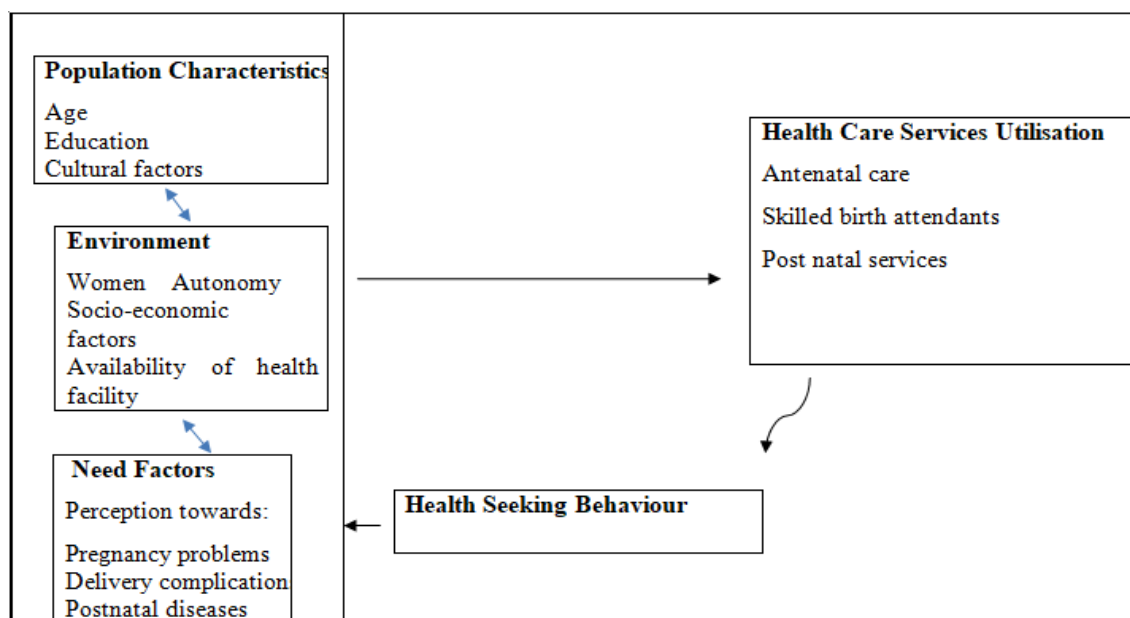 Population Characteristics
Age
Education
Cultural factors
Environment
Women Autonomy
Socio-economic
factors
Availability of health
facility
Need Factors
Perception towards:
Pregnancy problems
Delivery complication
Postnatal diseases
Health Care Services Utilisation
Antenatal care
Skilled birth attendants
Post natal services
Health Seeking Behaviour